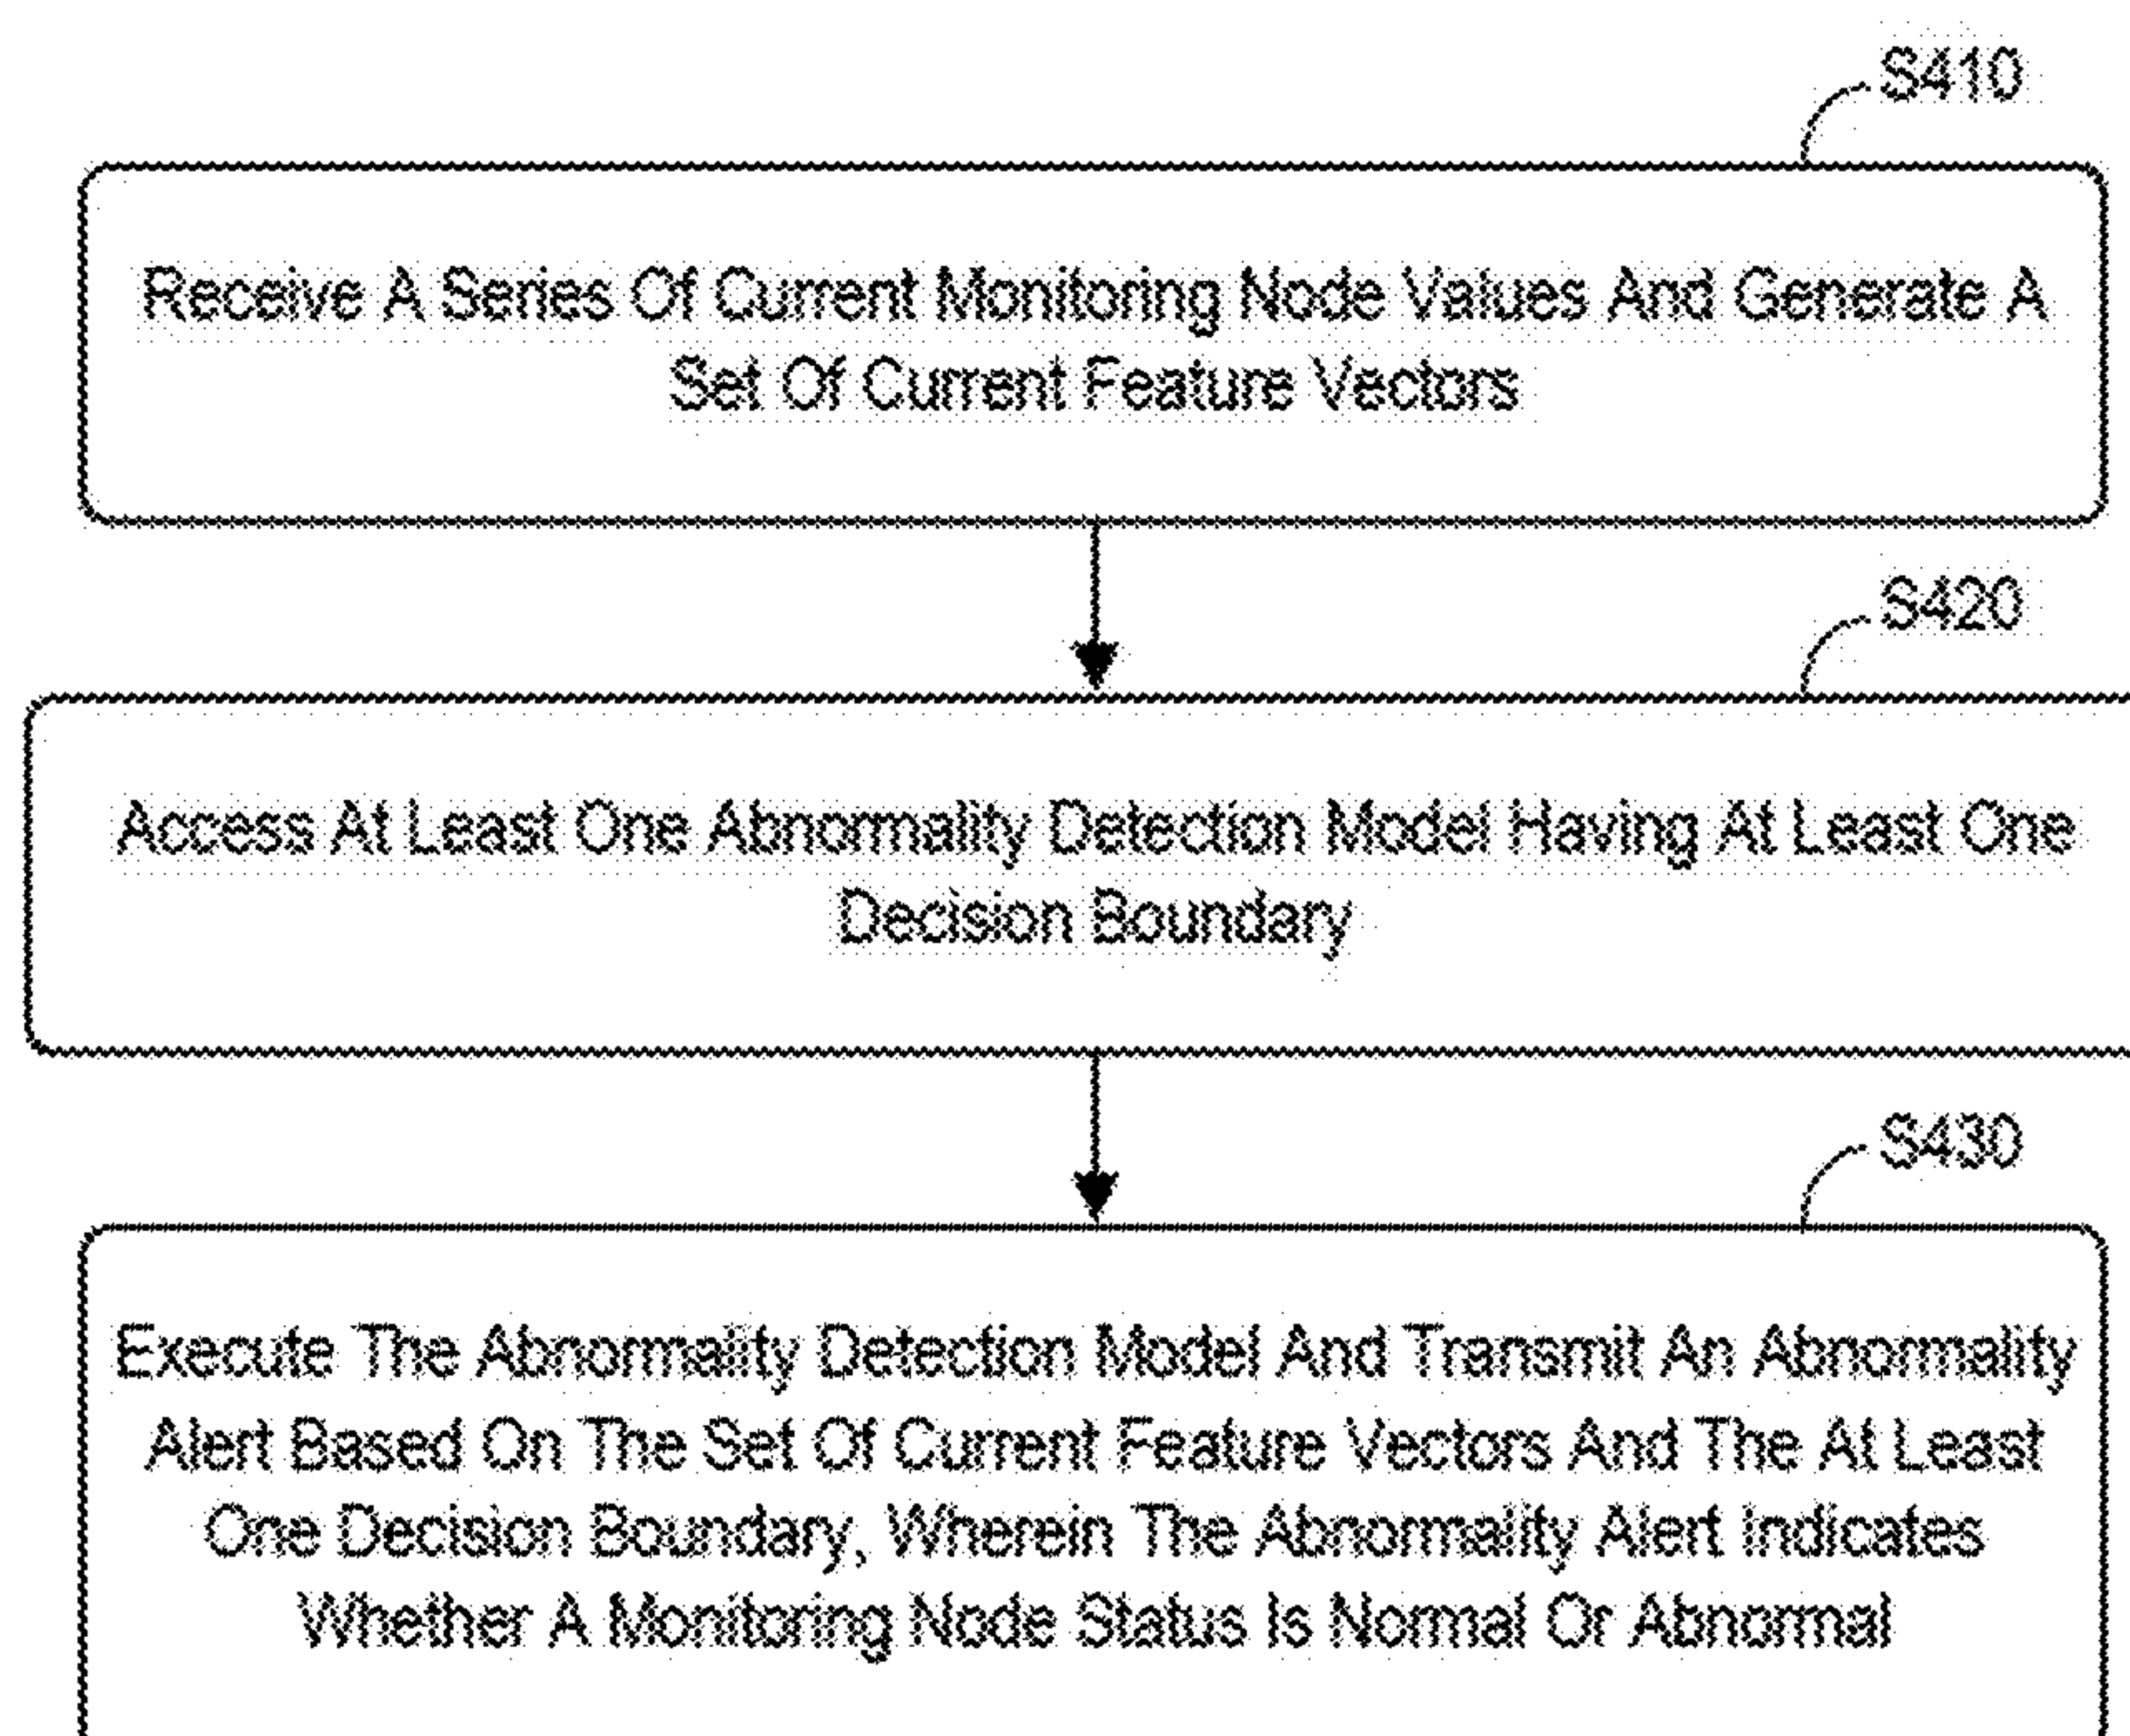 S410
Receive A Series Of Current Monitoring Node Values And Generate A
Set Of Current Feature Vectors
S420
Access At Least One Abnormality Detection Model Having At Least One
Decision Boundary
S430
Execute The Abnormality Detection Model And Transmit An Abnormality
Alert Based On The Set Of Current Feature Vectors And The At Least
One Decision Boundary, Wherein The Abnormality Alert Indicates
Whether A Monitoring Node Status Is Normal Or Abnormal